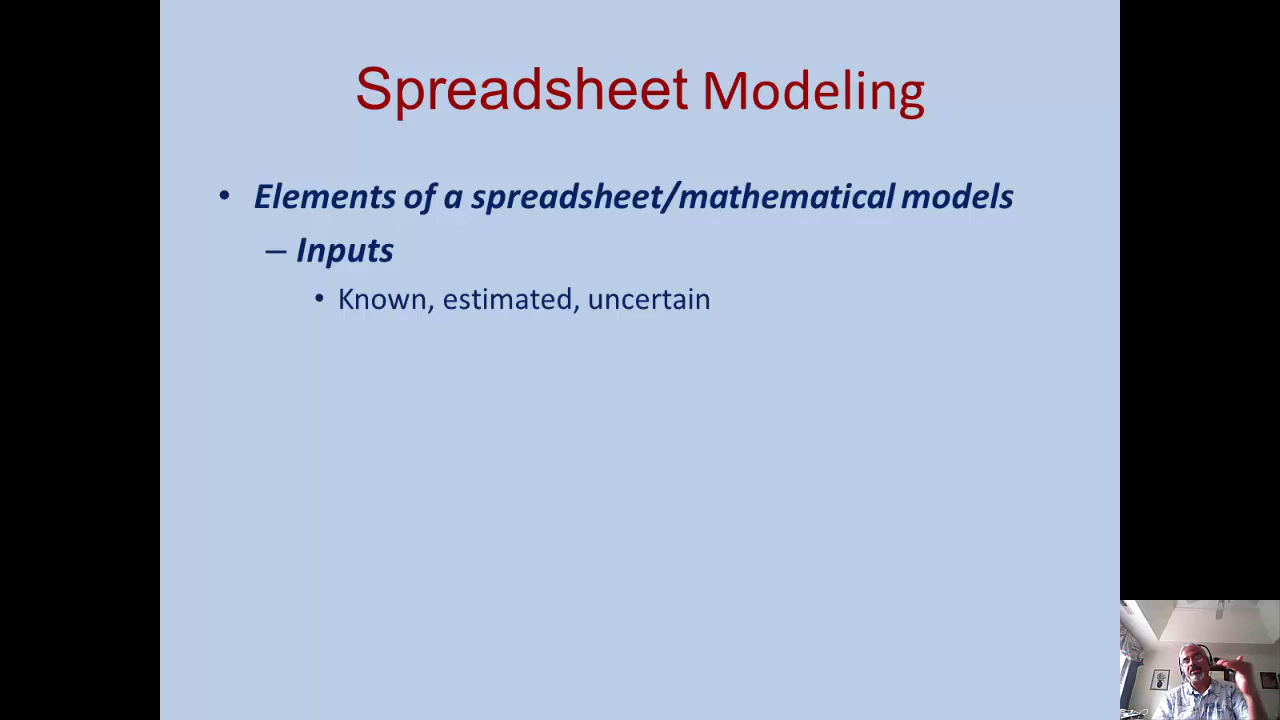 Spreadsheet Modeling
• Elements of a spreadsheet/mathematical models
– Inputs
• Known, estimated, uncertain